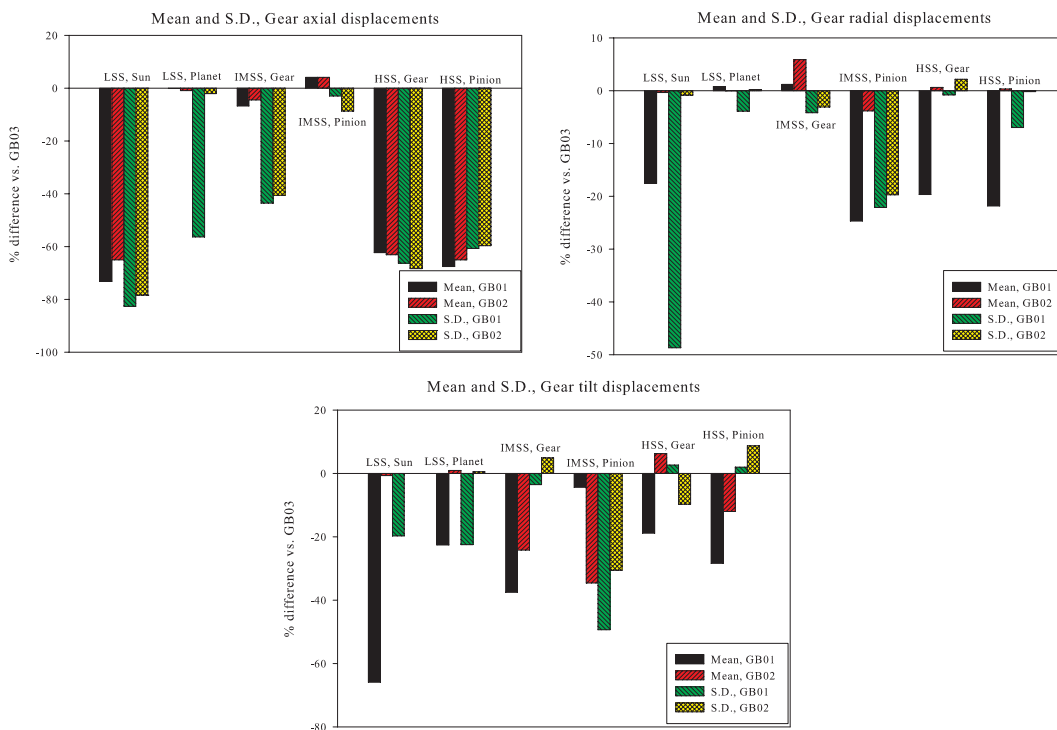 Mean and S.D., Gear axial displacements
% difference vs. GB03
20
0
-20
-40
-60
-80
-100
LSS, Sun
LSS, Planet
IMSS, Gear
IMSS, Pinion
HSS, Gear
HSS, Pinion
Mean, GB01
Mean, GB02
S.D., GB01
S.D., GB02
Mean and S.D., Gear radial displacements
% difference vs. GB03
10
0
-10
-20
-30
-40
-50
LSS, Sun
LSS, Planet
IMSS, Gear
IMSS, Pinion
HSS, Gear
HSS, Pinion
Mean, GB01
Mean, GB02
S.D., GB01
S.D., GB02
Mean and S.D., Gear tilt displacements
% difference vs. GB03
20
0
-20
-40
-60
-80
LSS, Sun
LSS, Planet
IMSS, Gear
IMSS, Pinion
HSS, Gear
HSS, Pinion
Mean, GB01
Mean, GB02
S.D., GB01
S.D., GB02